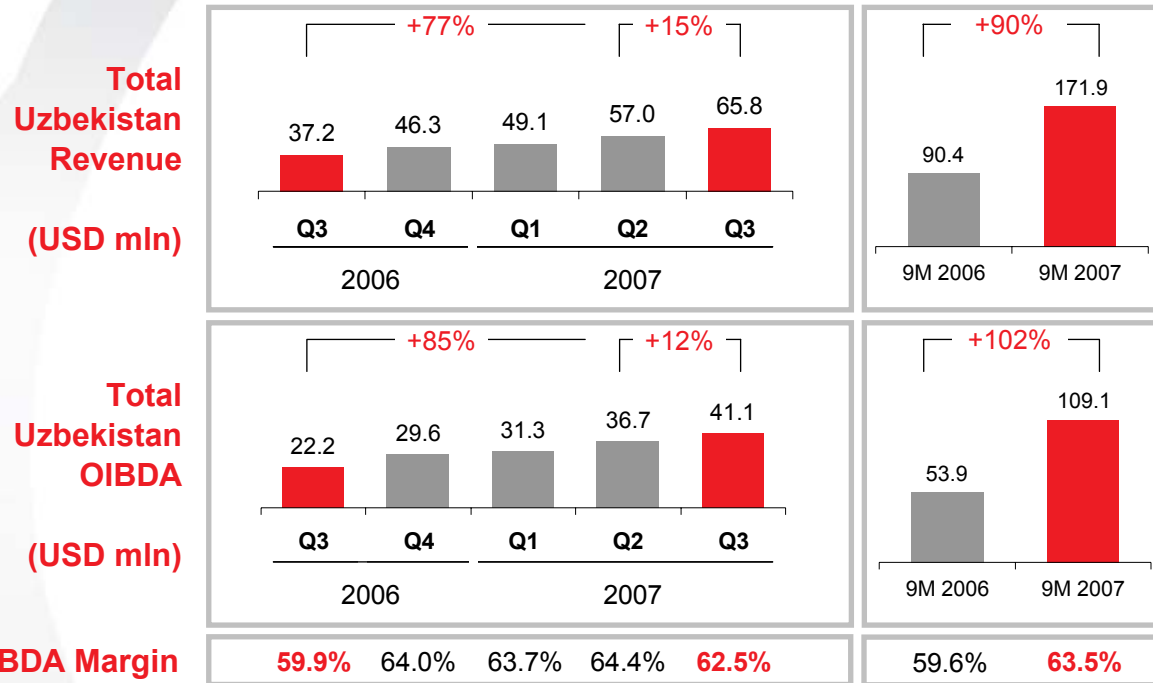 +77%
+15%
+90%
Total
Uzbekistan
Revenue
(USD mln)
37.2
46.3
49.1
57.0
65.8
90.4
171.9
Q3 Q4 Q1 Q2 Q3
2006 2007
9M 2006 9M 2007
+85%
+12%
+102%
Total
Uzbekistan
OIBDA
(USD mln)
22.2
29.6
31.3
36.7
41.1
53.9
109.1
Q3 Q4 Q1 Q2 Q3
2006 2007
9M 2006 9M 2007
BDA Margin 59.9% 64.0% 63.7% 64.4% 62.5% 59.6% 63.5%